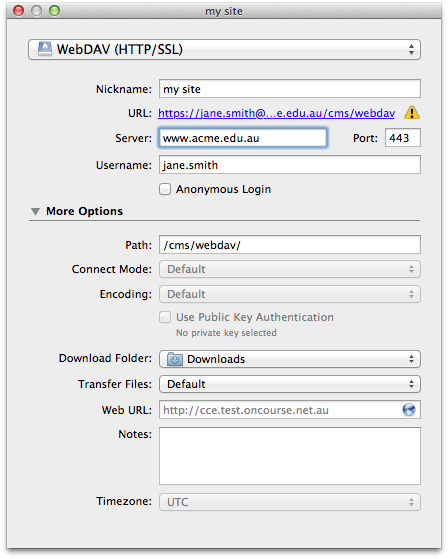 my site
WebDAV (HTTP/SSL)
Nickname: my site
URL: https://jane.smith@...e.edu.au/cms/webdav
Server: www.acme.edu.au Port: 443
Username: jane.smith
Anonymous Login
More Options
Path: /cms/webdav/
Connect Mode: Default
Encoding: Default
Use Public Key Authentication
No private key selected
Download Folder: Downloads
Transfer Files: Default
Web URL: http://cce.test.oncourse.net.au
Notes:
Timezone: UTC